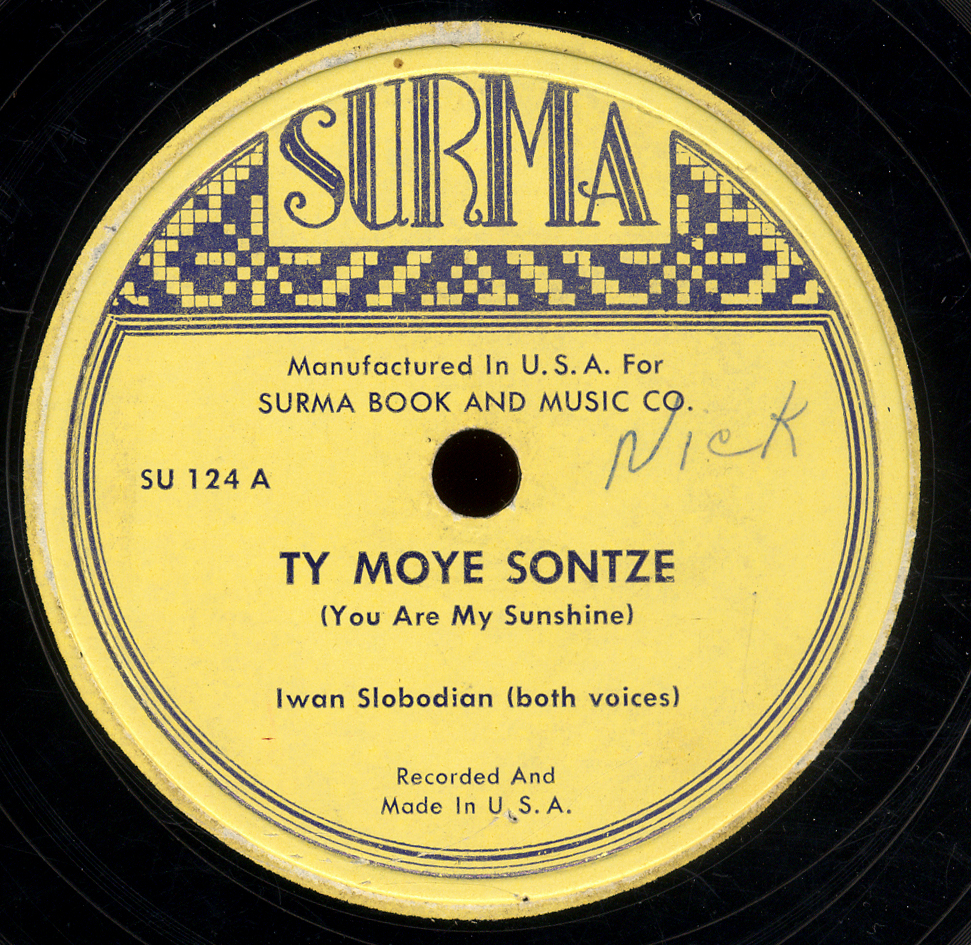 SURMA
Manufactured In U.S.A. For
SURMA BOOK AND MUSIC CO.
Nick
SU 124 A
TY MOYE SONTZE
(You Are My Sunshine)
Iwan Slobodian (both voices)
Recorded And
Made In U.S.A.